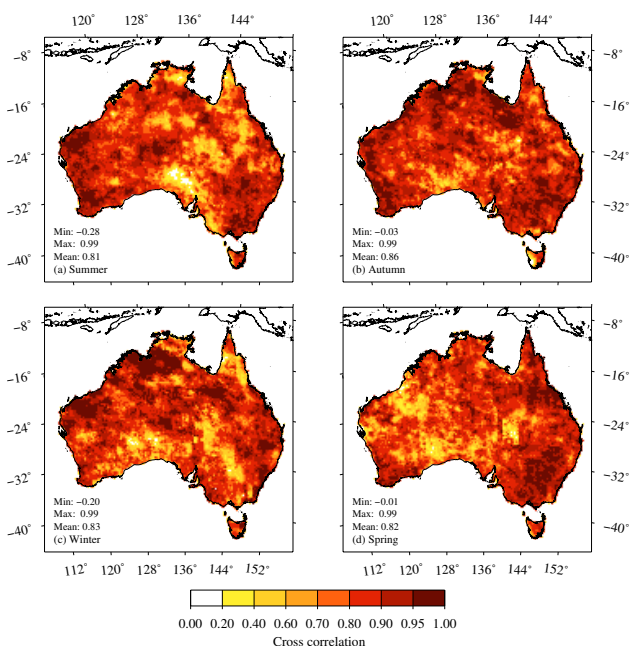 120° 128° 136° 144°
120° 128° 136° 144°
−8°
−16°
−24°
−32°
−40°
Min: −0.28
Max: 0.99
Mean: 0.81
(a) Summer
Min: −0.03
Max: 0.99
Mean: 0.86
(b) Autumn
−8°
−16°
−24°
−32°
−40°
−8°
−16°
−24°
−32°
−40°
Min: −0.20
Max: 0.99
Mean: 0.83
(c) Winter
Min: −0.01
Max: 0.99
Mean: 0.82
(d) Spring
−8°
−16°
−24°
−32°
−40°
112° 120° 128° 136° 144° 152°
112° 120° 128° 136° 144° 152°
0.00 0.20 0.40 0.60 0.70 0.80 0.90 0.95 1.00
Cross correlation